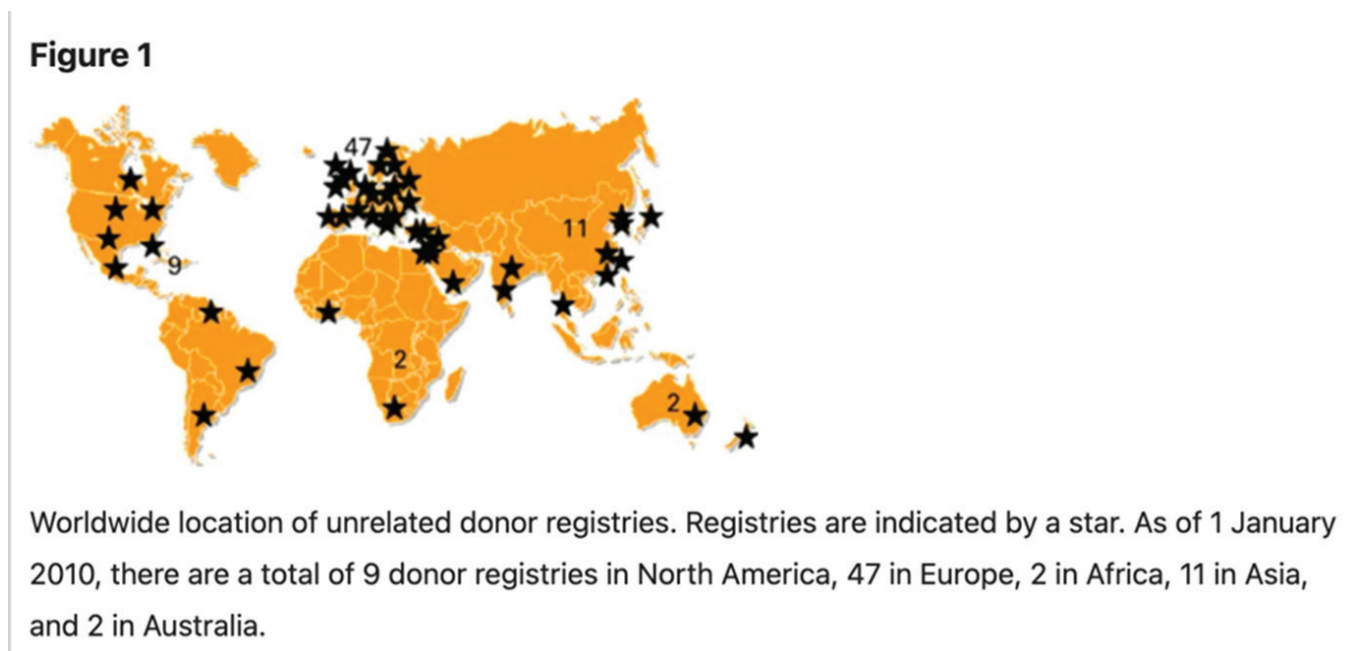 Figure 1
47
11
9
2
2
Worldwide location of unrelated donor registries. Registries are indicated by a star. As of 1 January
2010, there are a total of 9 donor registries in North America, 47 in Europe, 2 in Africa, 11 in Asia,
and 2 in Australia.